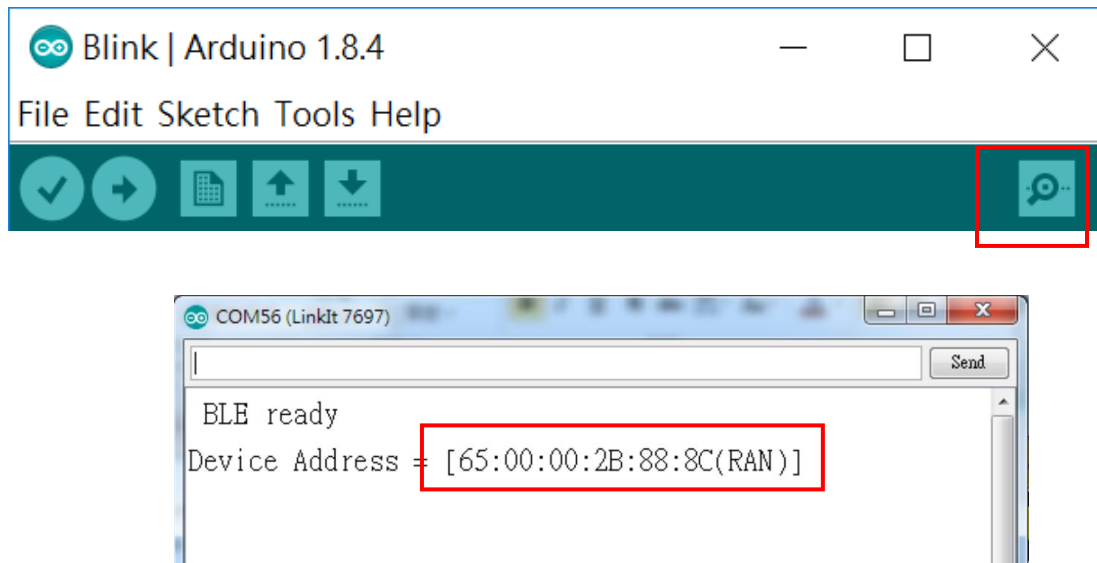 Blink | Arduino 1.8.4
File Edit Sketch Tools Help
COM56 (LinkIt 7697)
Send
BLE ready
Device Address = [65:00:00:2B:88:8C(RAN)]